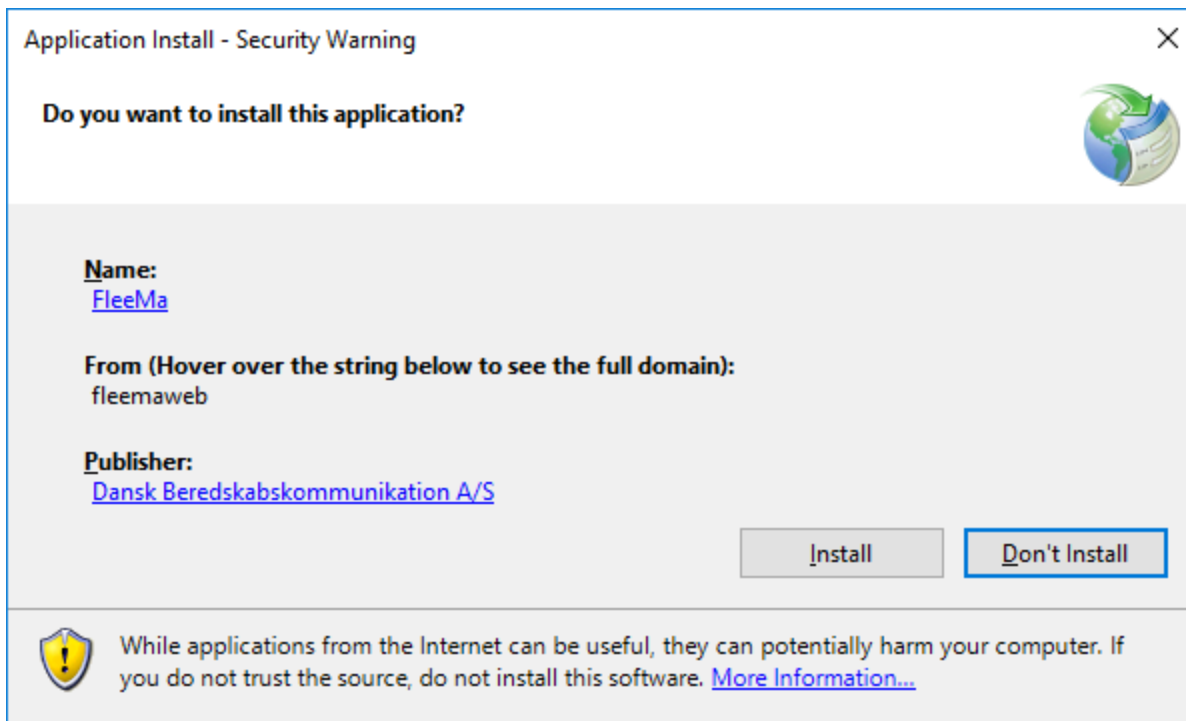 Application Install - Security Warning
Do you want to install this application?
Name:
FleeMa
From (Hover over the string below to see the full domain):
fleemaweb
Publisher:
Dansk Beredskabskommunikation A/S
Install
Don't Install
While applications from the Internet can be useful, they can potentially harm your computer. If
you do not trust the source, do not install this software. More Information...